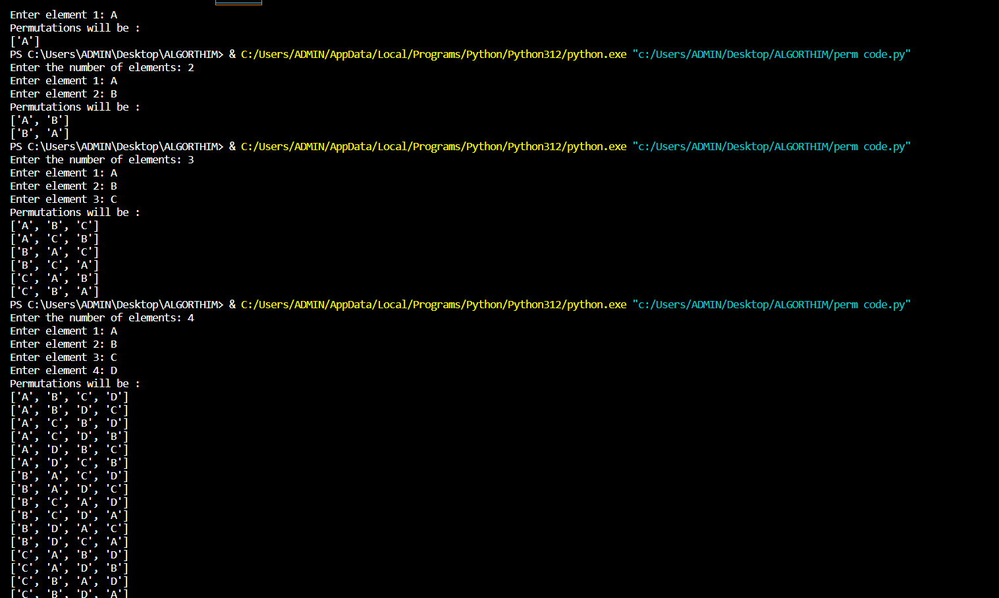 Enter element 1: A
Permutations will be :
['A']
PS C:\Users\ADMIN\Desktop\ALGORTHIM> & C:/Users/ADMIN/AppData/Local/Programs/Python/Python312/python.exe "c:/Users/ADMIN/Desktop/ALGORTHIM/perm code.py"
Enter the number of elements: 2
Enter element 1: A
Enter element 2: B
Permutations will be :
['A', 'B']
['B', 'A']
PS C:\Users\ADMIN\Desktop\ALGORTHIM> & C:/Users/ADMIN/AppData/Local/Programs/Python/Python312/python.exe "c:/Users/ADMIN/Desktop/ALGORTHIM/perm code.py"
Enter the number of elements: 3
Enter element 1: A
Enter element 2: B
Enter element 3: C
Permutations will be :
['A', 'B', 'C']
['A', 'C', 'B']
['B', 'A', 'C']
['B', 'C', 'A']
['C', 'A', 'B']
['C', 'B', 'A']
PS C:\Users\ADMIN\Desktop\ALGORTHIM> & C:/Users/ADMIN/AppData/Local/Programs/Python/Python312/python.exe "c:/Users/ADMIN/Desktop/ALGORTHIM/perm code.py"
Enter the number of elements: 4
Enter element 1: A
Enter element 2: B
Enter element 3: C
Enter element 4: D
Permutations will be :
['A', 'B', 'C', 'D']
['A', 'B', 'D', 'C']
['A', 'C', 'B', 'D']
['A', 'C', 'D', 'B']
['A', 'D', 'B', 'C']
['A', 'D', 'C', 'B']
['B', 'A', 'C', 'D']
['B', 'A', 'D', 'C']
['B', 'C', 'A', 'D']
['B', 'C', 'D', 'A']
['B', 'D', 'A', 'C']
['B', 'D', 'C', 'A']
['C', 'A', 'B', 'D']
['C', 'A', 'D', 'B']
['C', 'B', 'A', 'D']
['C', 'B', 'D', 'A']